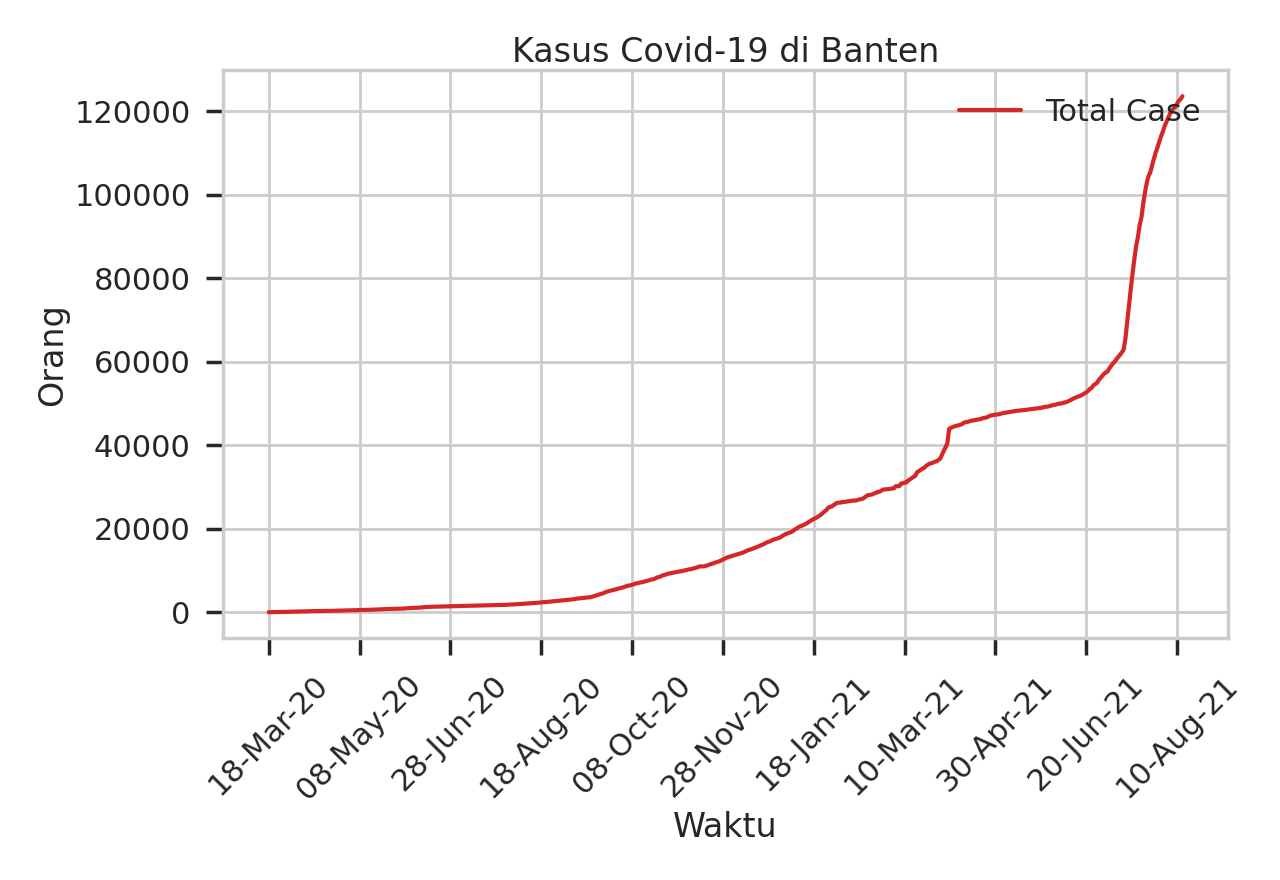 Kasus Covid-19 di Banten
Total Case
120000
100000
80000
60000
40000
20000
0
Orang
18-Mar-20
08-May-20
28-Jun-20
18-Aug-20
08-Oct-20
28-Nov-20
18-Jan-21
10-Mar-21
30-Apr-21
20-Jun-21
10-Aug-21
Waktu